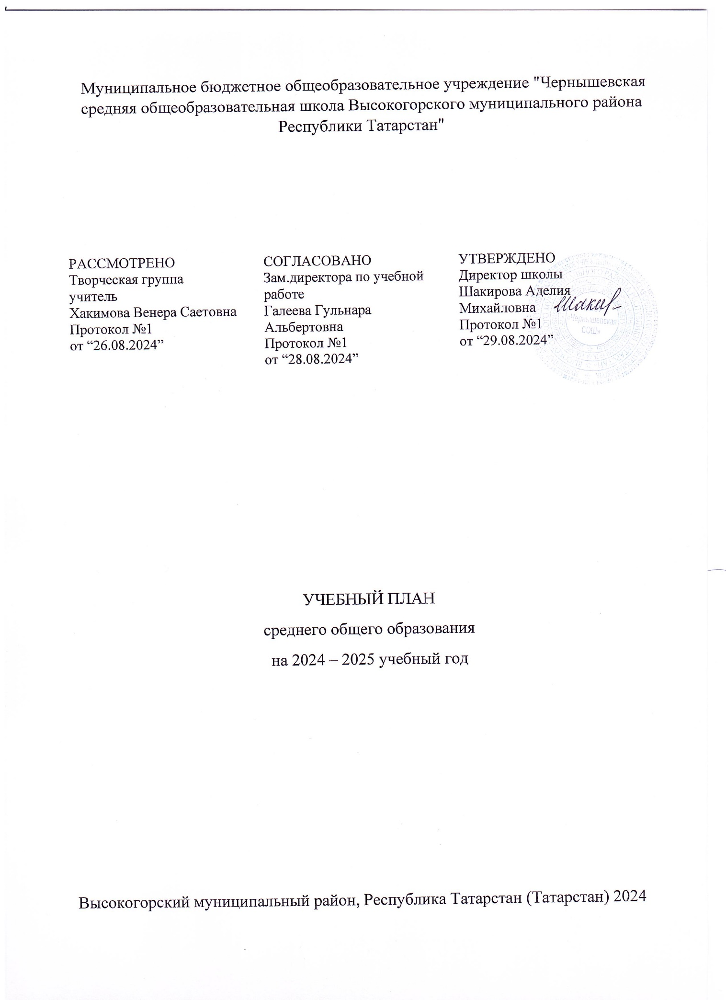 Муниципальное бюджетное общеобразовательное учреждение "Чернышевская
средняя общеобразовательная школа Высокогорского муниципального района
Республики Татарстан"
РАССМОТРЕНО
Творческая группа
учитель
Хакимова Венера Саетовна
Протокол №1
от “26.08.2024”
СОГЛАСОВАНО
Зам.директора по учебной
работе
Галеева Гульнара
Альбертовна
Протокол №1
от “28.08.2024”
УТВЕРЖДЕНО
Директор школы
Шакирова Аделия
Михайловна
Протокол №1
от “29.08.2024”
«Чернышевская
СОШ»
УЧЕБНЫЙ ПЛАН
среднего общего образования
на 2024 – 2025 учебный год
Высокогорский муниципальный район, Республика Татарстан (Татарстан) 2024